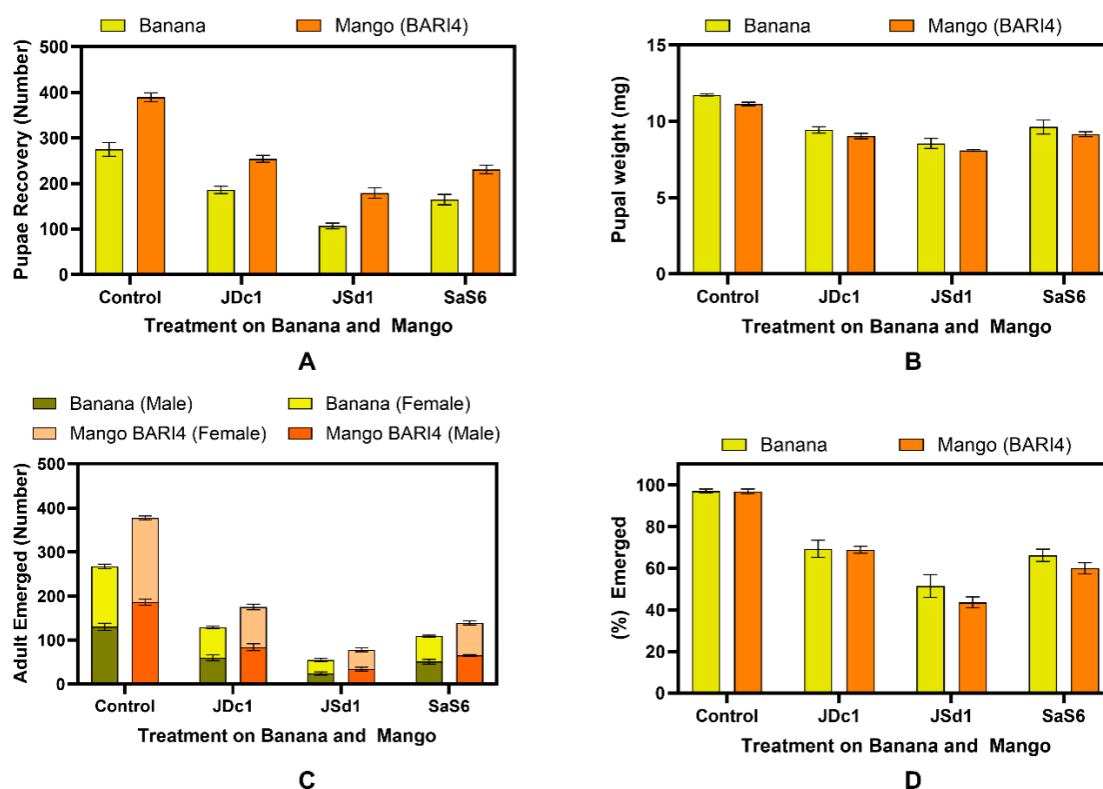 Banana Mango (BARI4)
Pupae Recovery (Number)
500
400
300
200
100
0
Control JDc1 JSd1 SaS6
Treatment on Banana and Mango
A
Banana Mango (BARI4)
Pupal weight (mg)
15
10
5
0
Control JDc1 JSd1 SaS6
Treatment on Banana and Mango
B
Banana (Male) Banana (Female)
Mango BARI4 (Female) Mango BARI4 (Male)
Adult Emerged (Number)
500
400
300
200
100
0
Control JDc1 JSd1 SaS6
Treatment on Banana and Mango
C
Banana Mango (BARI4)
(%) Emerged
100
80
60
40
20
0
Control JDc1 JSd1 SaS6
Treatment on Banana and Mango
D